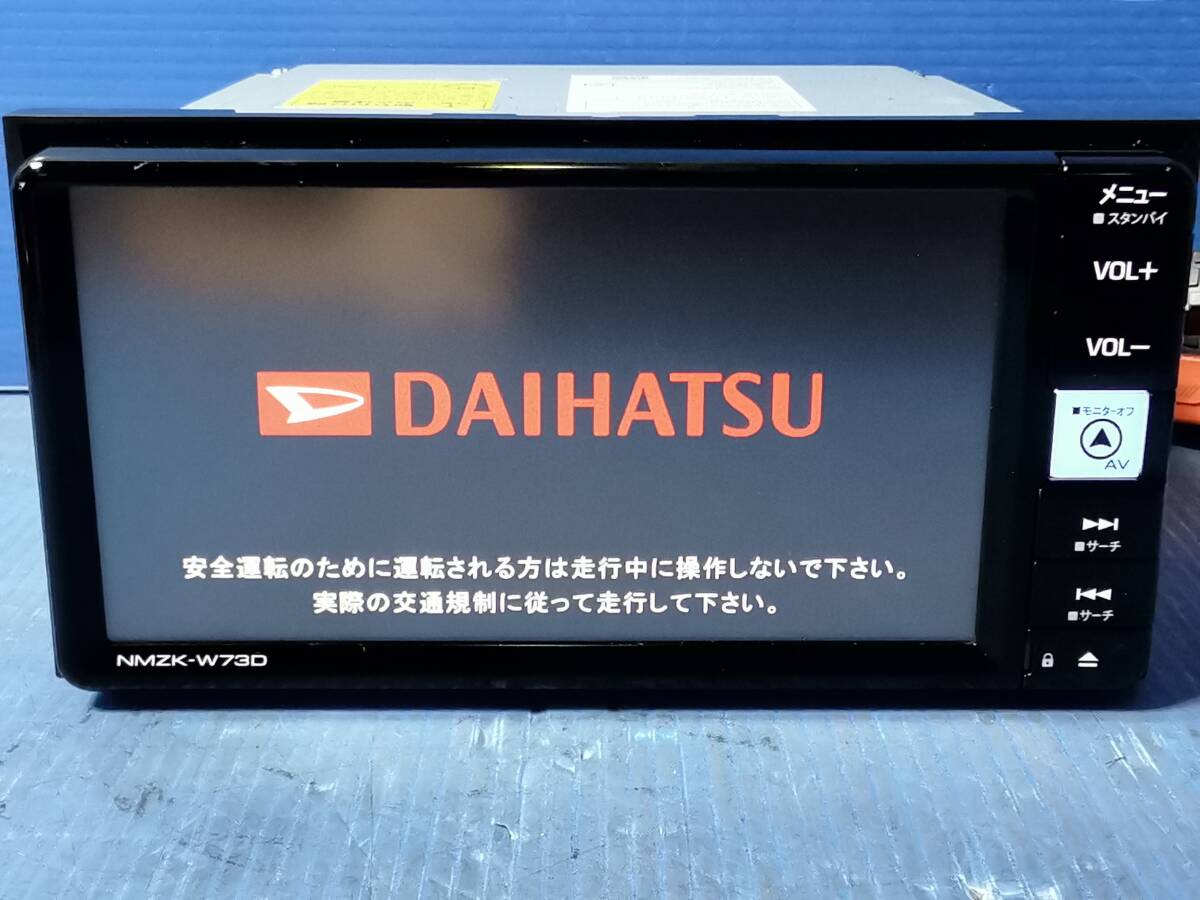 メニュー
スタンバイ
VOL+
VOL−
DAIHATSU
モニターオフ
AV
サーチ
サーチ
安全運転のために運転される方は走行中に操作しないで下さい。
実際の交通規制に従って走行して下さい。
NMZK-W73D